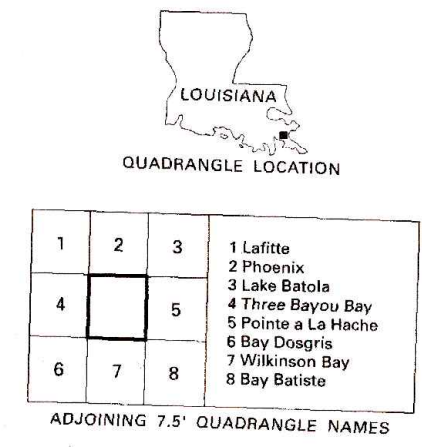 LOUISIANA
QUADRANGLE LOCATION
1 2 3
4 5
6 7 8
1 Lafitte
2 Phoenix
3 Lake Batola
4 Three Bayou Bay
5 Pointe a La Hache
6 Bay Dosgris
7 Wilkinson Bay
8 Bay Batiste
ADJOINING 7.5' QUADRANGLE NAMES